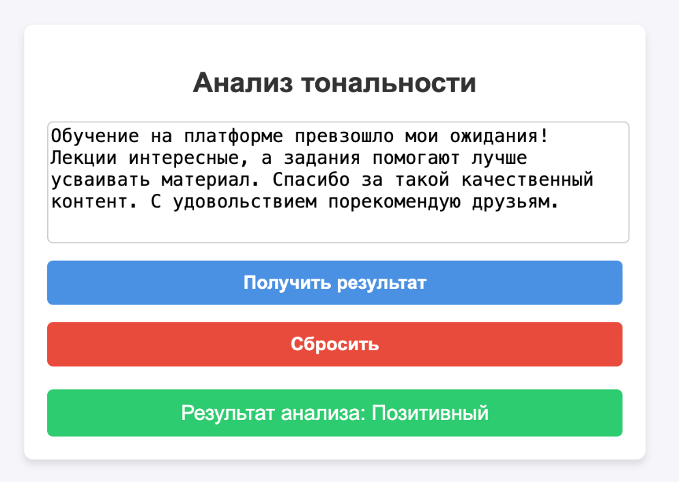 Анализ тональности
Обучение на платформе превзошло мои ожидания!
Лекции интересные, а задания помогают лучше
усваивать материал. Спасибо за такой качественный
контент. С удовольствием порекомендую друзьям.
Получить результат
Сбросить
Результат анализа: Позитивный